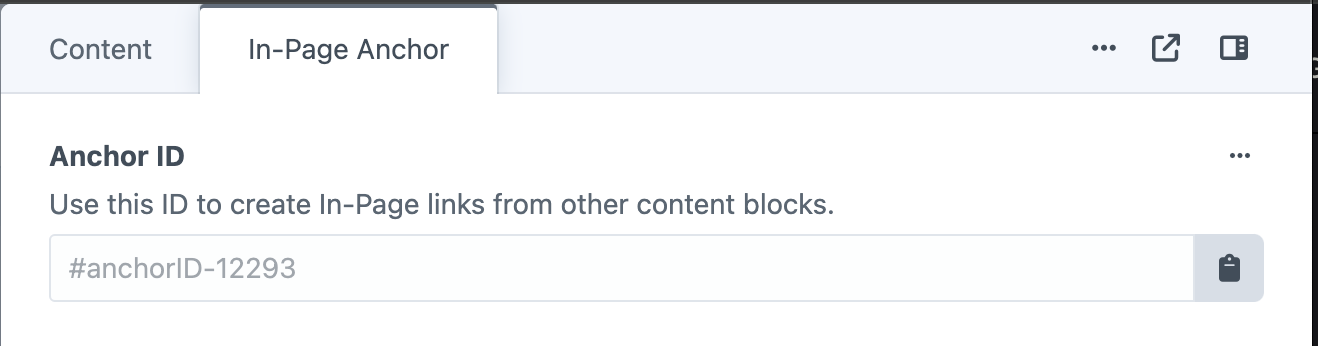 Content
In-Page Anchor
Anchor ID
Use this ID to create In-Page links from other content blocks.
#anchorID-12293